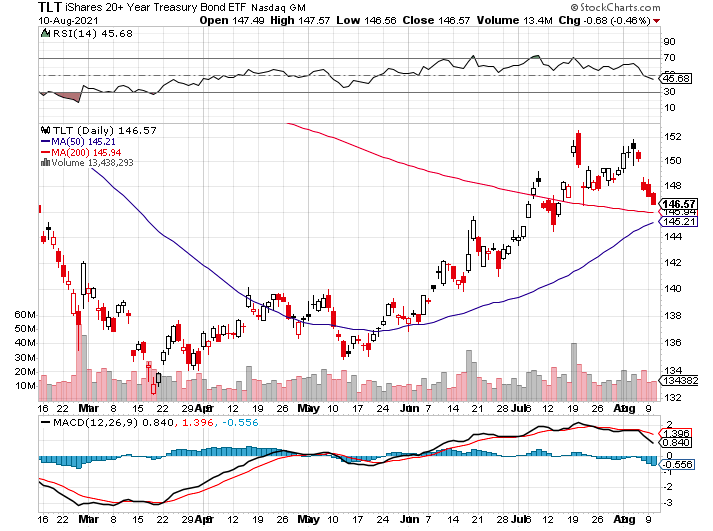 TLT iShares 20+ Year Treasury Bond ETF Nasdaq GM
© StockCharts.com
10-Aug-2021
Open 147.49 High 147.57 Low 146.56 Close 146.57 Volume 13.4M Chg -0.68 (-0.46%)
RSI(14) 45.68
90
70
50
45.68
30
10
TLT (Daily) 146.57
MA(50) 145.21
MA(200) 145.94
Volume 13,438,293
152
150
148
146.57
145.94
145.21
144
142
140
138
136
134
13438293
132
60M
50M
40M
30M
20M
10M
16 22 Mar 8 15 22 Apr 12 19 26 May 10 17 24 Jun 7 14 21 28 Jul 12 19 26 Aug 9
MACD(12,26,9) 0.840, 1.396, -0.556
2
1.396
1
0.840
0
-0.556
-1
-2
-3
16 22 Mar 8 15 22 Apr 12 19 26 May 10 17 24 Jun 7 14 21 28 Jul 12 19 26 Aug 9